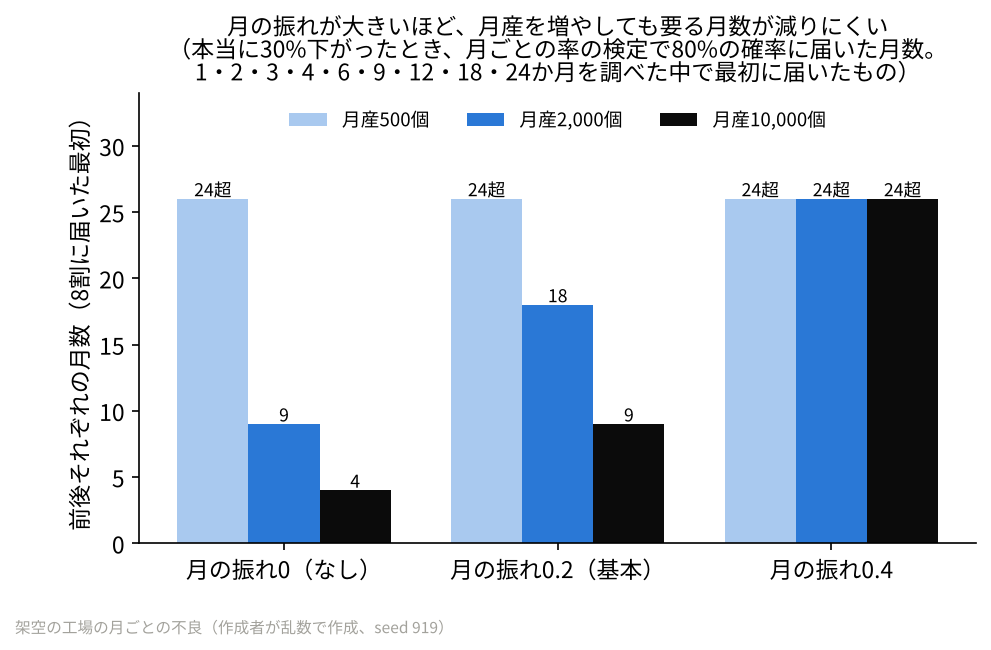 月の振れが大きいほど、月産を増やしても要る月数が減りにくい
（本当に30%下がったとき、月ごとの率の検定で80%の確率に届いた月数。
1・2・3・4・6・9・12・18・24か月を調べた中で最初に届いたもの）
月産500個 月産2,000個 月産10,000個
前後それぞれの月数（8割に届いた最初）
30
25
20
15
10
5
0
24超 9 4
24超 18 9
24超 24超 24超
月の振れ0（なし） 月の振れ0.2（基本） 月の振れ0.4
架空の工場の月ごとの不良（作成者が乱数で作成、seed 919）